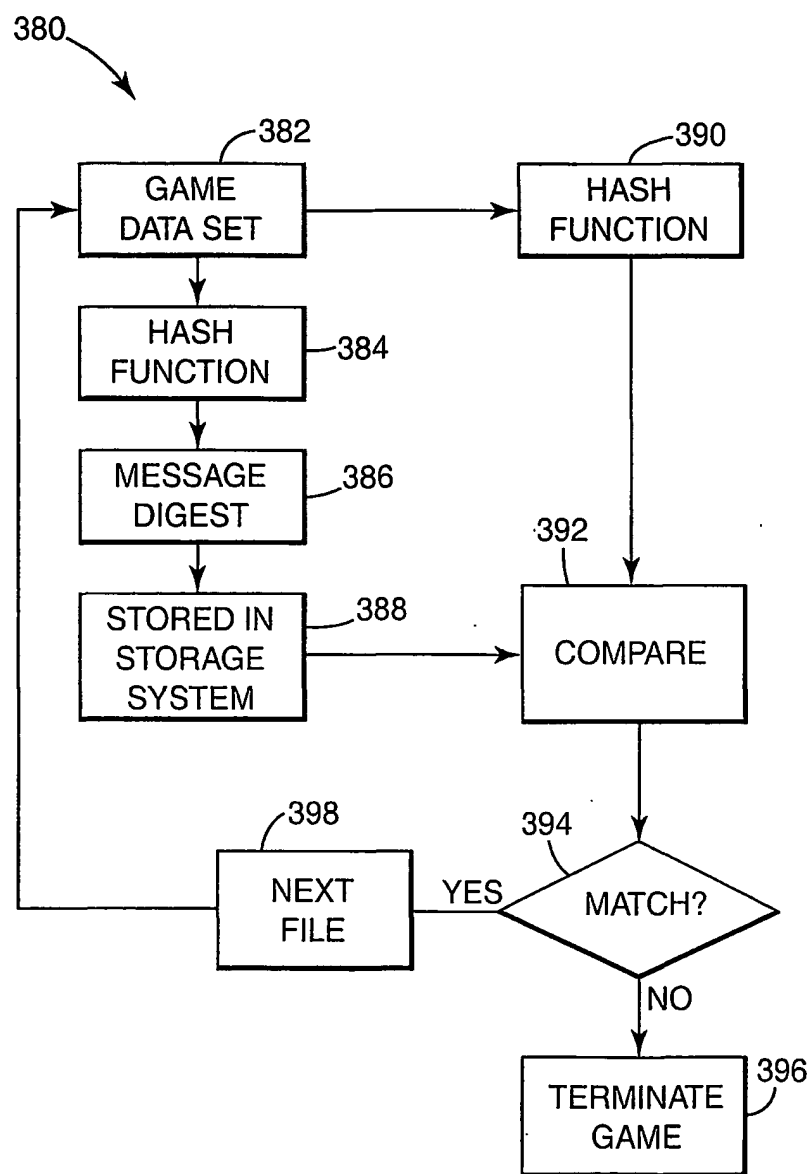 380
382
GAME
DATA SET
390
HASH
FUNCTION
HASH
FUNCTION
384
MESSAGE
DIGEST
386
392
STORED IN
STORAGE
SYSTEM
388
COMPARE
398
NEXT
FILE
YES
394
MATCH?
NO
TERMINATE
GAME
396